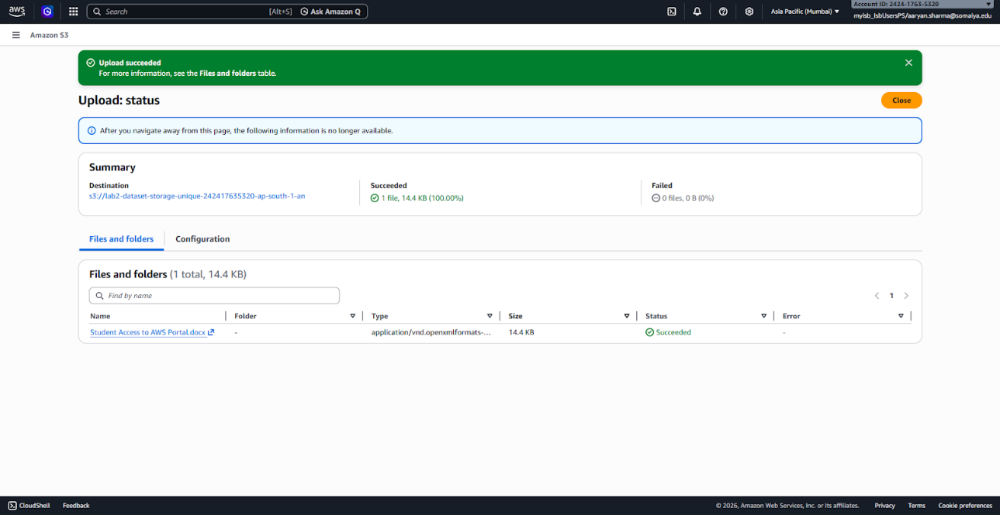 aws
Search [Alt+S] Ask Amazon Q
Asia Pacific (Mumbai)
Account ID: 2424-1763-5320
myisb_IsbUsersPS/aaryan.sharma@somaiya.edu
Amazon S3
Upload succeeded
For more information, see the Files and folders table.
Upload: status
Close
After you navigate away from this page, the following information is no longer available.
Summary
Destination Succeeded Failed
s3://lab2-dataset-storage-unique-242417635320-ap-south-1-an 1 file, 14.4 KB (100.00%) 0 files, 0 B (0%)
Files and folders Configuration
Files and folders (1 total, 14.4 KB)
Find by name
1
Name Folder Type Size Status Error
Student Access to AWS Portal.docx - application/vnd.openxmlformats-... 14.4 KB Succeeded -
CloudShell Feedback © 2026, Amazon Web Services, Inc. or its affiliates. Privacy Terms Cookie preferences